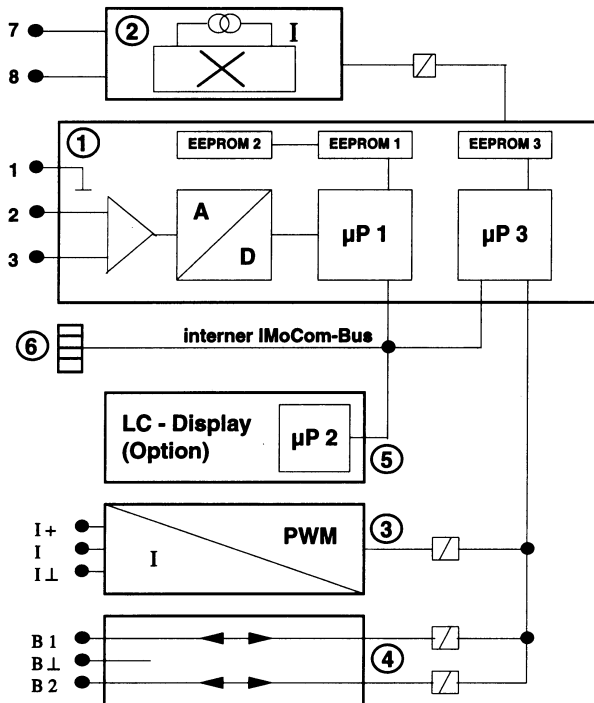 7
② I
8
①
EEPROM 2 EEPROM 1 EEPROM 3
1
2
A
D
µP 1 µP 3
3
interner IMoCom-Bus
⑥
LC - Display
(Option)
µP 2
⑤
I+
I
I⊥
PWM
I
③
B 1
B⊥
B 2
④